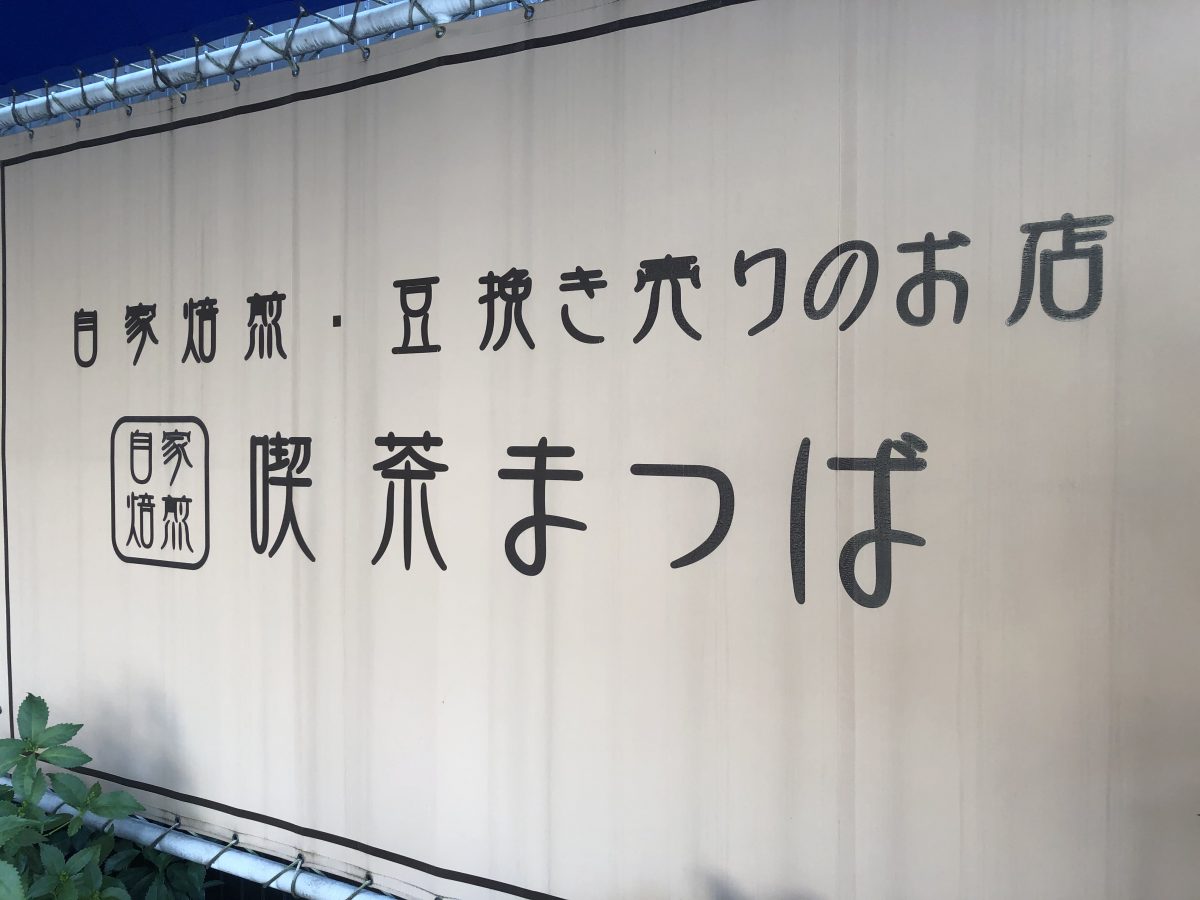 自家焙煎・豆挽き売りのお店
自家
焙煎
喫茶まつば